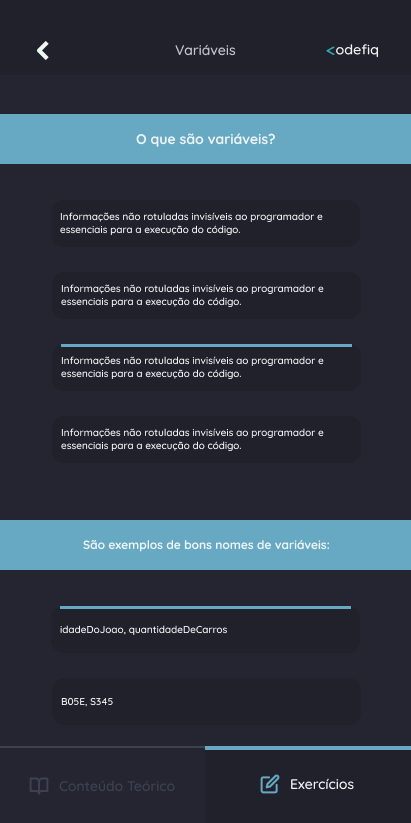 Variáveis
<odefiq
O que são variáveis?
Informações não rotuladas invisíveis ao programador e
essenciais para a execução do código.
Informações não rotuladas invisíveis ao programador e
essenciais para a execução do código.
Informações não rotuladas invisíveis ao programador e
essenciais para a execução do código.
Informações não rotuladas invisíveis ao programador e
essenciais para a execução do código.
São exemplos de bons nomes de variáveis:
idadeDoJoao, quantidadeDeCarros
B05E, S345
Conteúdo Teórico
Exercícios